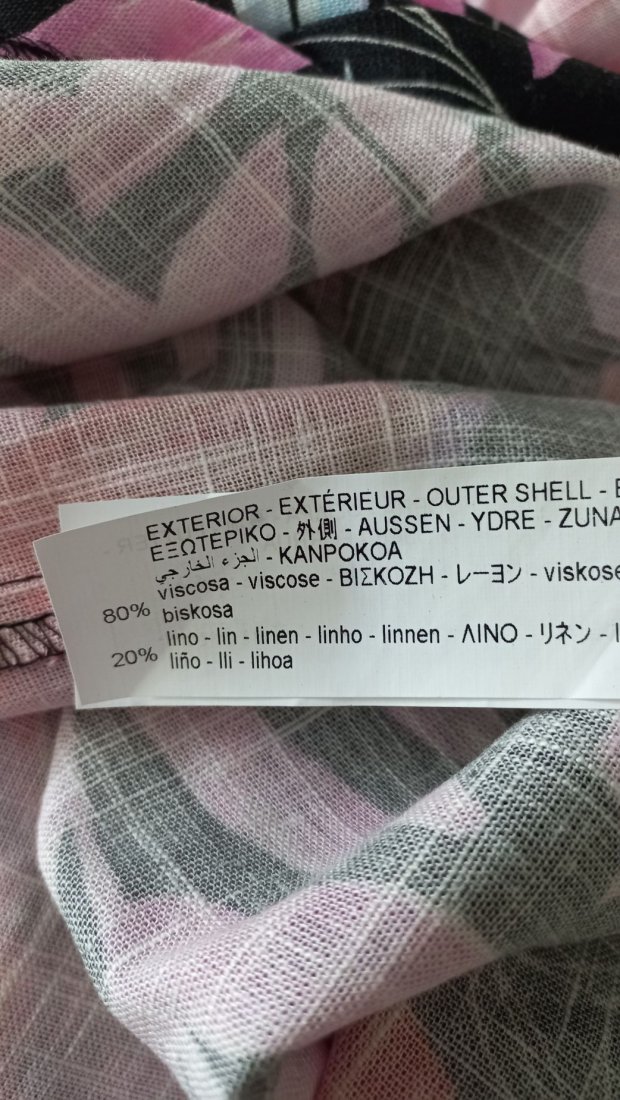 EXTERIOR - EXTÉRIEUR - OUTER SHELL -
ΕΞΩΤΕΡΙΚΟ - 外側 - AUSSEN - YDRE - ZUNA
الجزء الخارجي - KANPOKOA
viscosa - viscose - ΒΙΣΚΟΖΗ - レーヨン - viskose
80% biskosa
lino - lin - linen - linho - linnen - ΛΙΝΟ - リネン -
20% liño - lli - lihoa